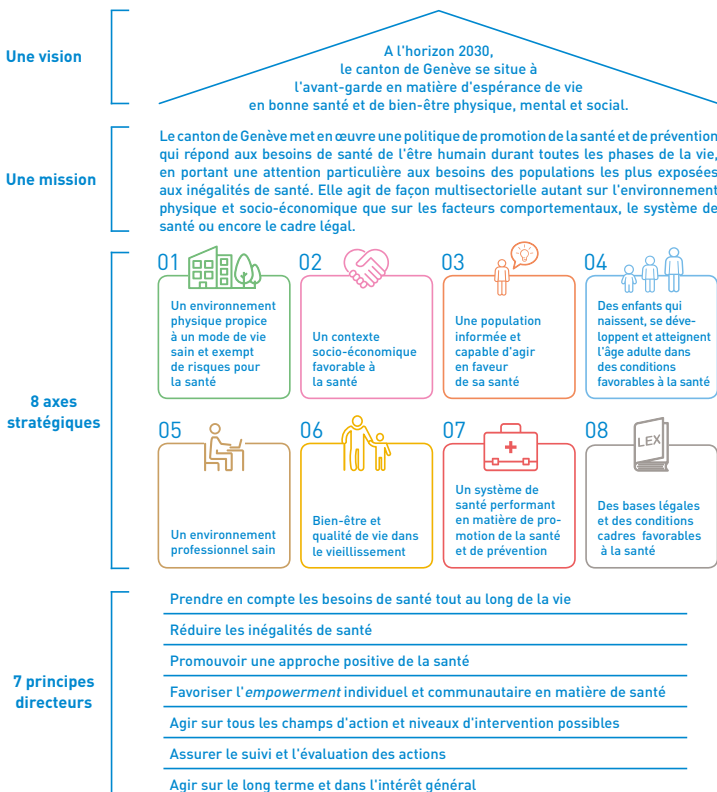 Une vision
A l'horizon 2030,
le canton de Genève se situe à
l'avant-garde en matière d'espérance de vie
en bonne santé et de bien-être physique, mental et social.
Une mission
Le canton de Genève met en œuvre une politique de promotion de la santé et de prévention
qui répond aux besoins de santé de l'être humain durant toutes les phases de la vie,
en portant une attention particulière aux besoins des populations les plus exposées
aux inégalités de santé. Elle agit de façon multisectorielle autant sur l'environnement
physique et socio-économique que sur les facteurs comportementaux, le système de
santé ou encore le cadre légal.
8 axes
stratégiques
01
Un environnement
physique propice
à un mode de vie
sain et exempt
de risques pour
la santé
02
Un contexte
socio-économique
favorable à
la santé
03
Une population
informée et
capable d'agir
en faveur
de sa santé
04
Des enfants qui
naissent, se déve-
loppent et atteignent
l'âge adulte dans
des conditions
favorables à la santé
05
Un environnement
professionnel sain
06
Bien-être et
qualité de vie dans
le vieillissement
07
Un système de
santé performant
en matière de pro-
motion de la santé
et de prévention
08
LEX
Des bases légales
et des conditions
cadres favorables
à la santé
7 principes
directeurs
Prendre en compte les besoins de santé tout au long de la vie
Réduire les inégalités de santé
Promouvoir une approche positive de la santé
Favoriser l'empowerment individuel et communautaire en matière de santé
Agir sur tous les champs d'action et niveaux d'intervention possibles
Assurer le suivi et l'évaluation des actions
Agir sur le long terme et dans l'intérêt général